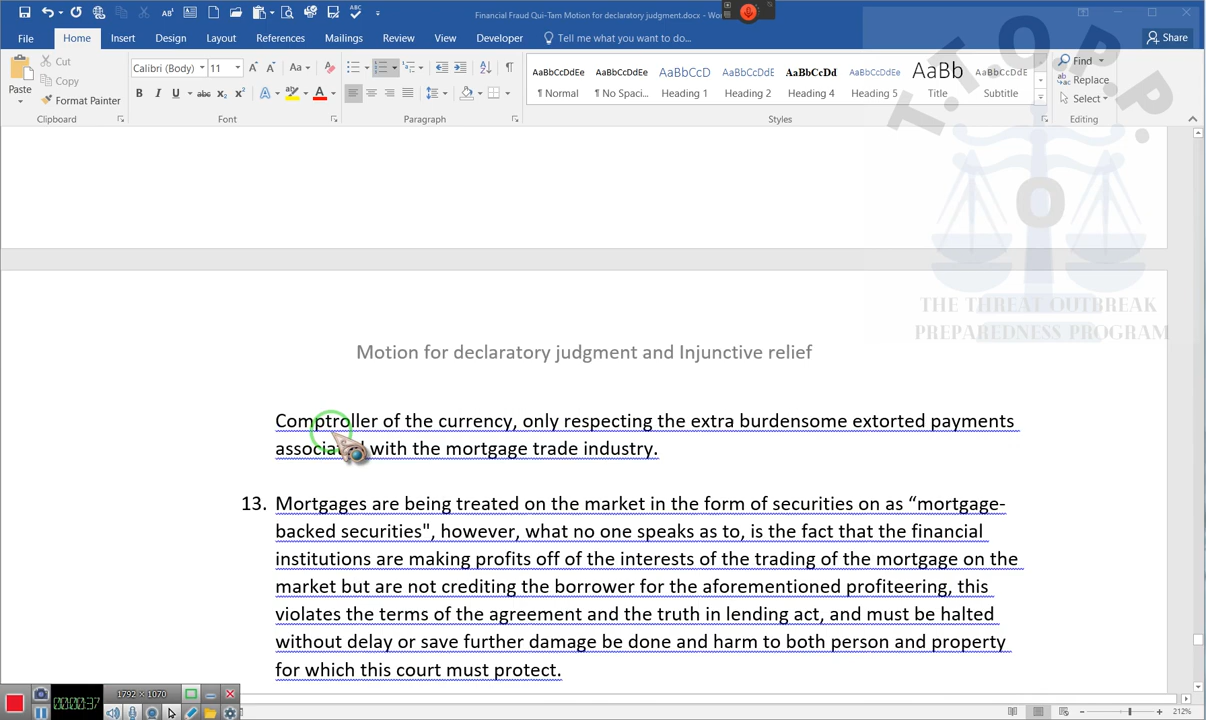 Financial Fraud Qui-Tam Motion for declaratory judgment.docx - Wo
File Home Insert Design Layout References Mailings Review View Developer Tell me what you want to do... Share
Paste Cut Copy Format Painter
Calibri (Body) 11
AaBbCcDdEe AaBbCcDdEe AaBbCcD AaBbCcDdE AaBbCcDd AaBbCcDdEe AaBb AaBbCcDdEe
¶ Normal ¶ No Spaci... Heading 1 Heading 2 Heading 4 Heading 5 Title Subtitle
Find
Replace
Select
Clipboard Font Paragraph Styles Editing
T.T.O.P.P.
O
THE THREAT OUTBREAK
PREPAREDNESS PROGRAM
Motion for declaratory judgment and Injunctive relief
Comptroller of the currency, only respecting the extra burdensome extorted payments
associated with the mortgage trade industry.
13. Mortgages are being treated on the market in the form of securities on as “mortgage-
backed securities", however, what no one speaks as to, is the fact that the financial
institutions are making profits off of the interests of the trading of the mortgage on the
market but are not crediting the borrower for the aforementioned profiteering, this
violates the terms of the agreement and the truth in lending act, and must be halted
without delay or save further damage be done and harm to both person and property
for which this court must protect.
1792 × 1070
00:00:37
212%